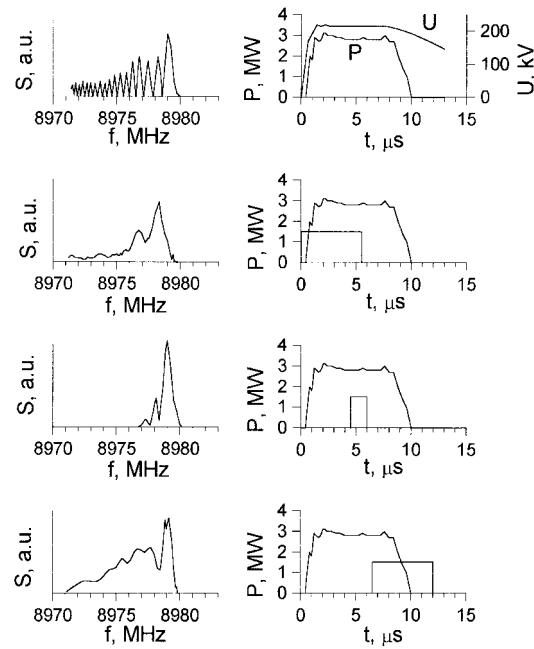 S, a.u.
8970 8975 8980
f, MHz
4
3
2
1
0
P, MW
U
P
200
100
0
U, kV
0 5 10 15
t, μs
S, a.u.
8970 8975 8980
f, MHz
4
3
2
1
0
P, MW
0 5 10 15
t, μs
S, a.u.
8970 8975 8980
f, MHz
4
3
2
1
0
P, MW
0 5 10 15
t, μs
S, a.u.
8970 8975 8980
f, MHz
4
3
2
1
0
P, MW
0 5 10 15
t, μs